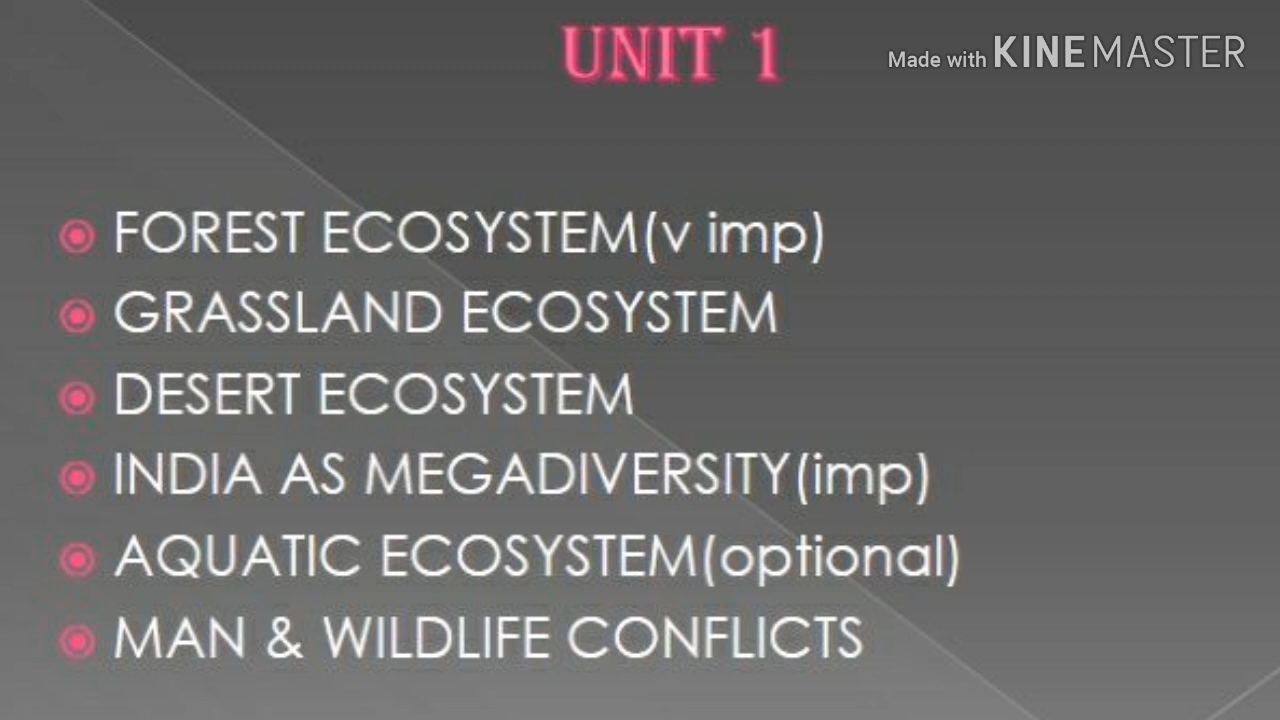 UNIT 1
Made with KINEMASTER
FOREST ECOSYSTEM(v imp)
GRASSLAND ECOSYSTEM
DESERT ECOSYSTEM
INDIA AS MEGADIVERSITY(imp)
AQUATIC ECOSYSTEM(optional)
MAN & WILDLIFE CONFLICTS